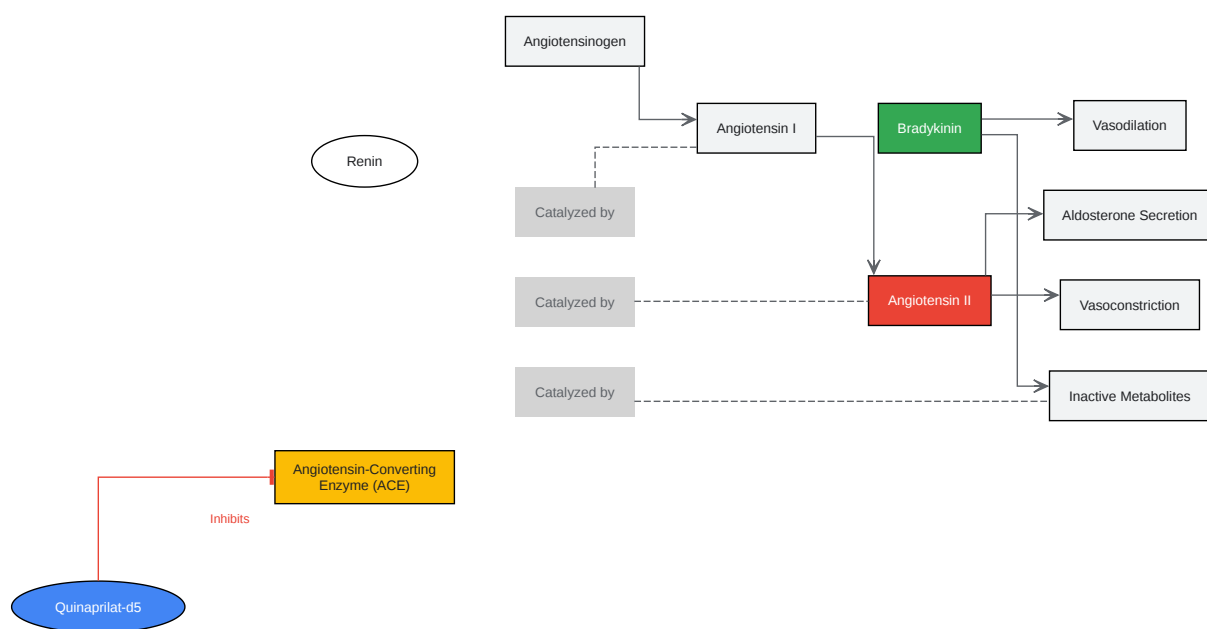 Angiotensinogen
Angiotensin I
Bradykinin
Vasodilation
Renin
Catalyzed by
Aldosterone Secretion
Catalyzed by
Angiotensin II
Vasoconstriction
Catalyzed by
Inactive Metabolites
Angiotensin-Converting
Enzyme (ACE)
Inhibits
Quinaprilat-d5